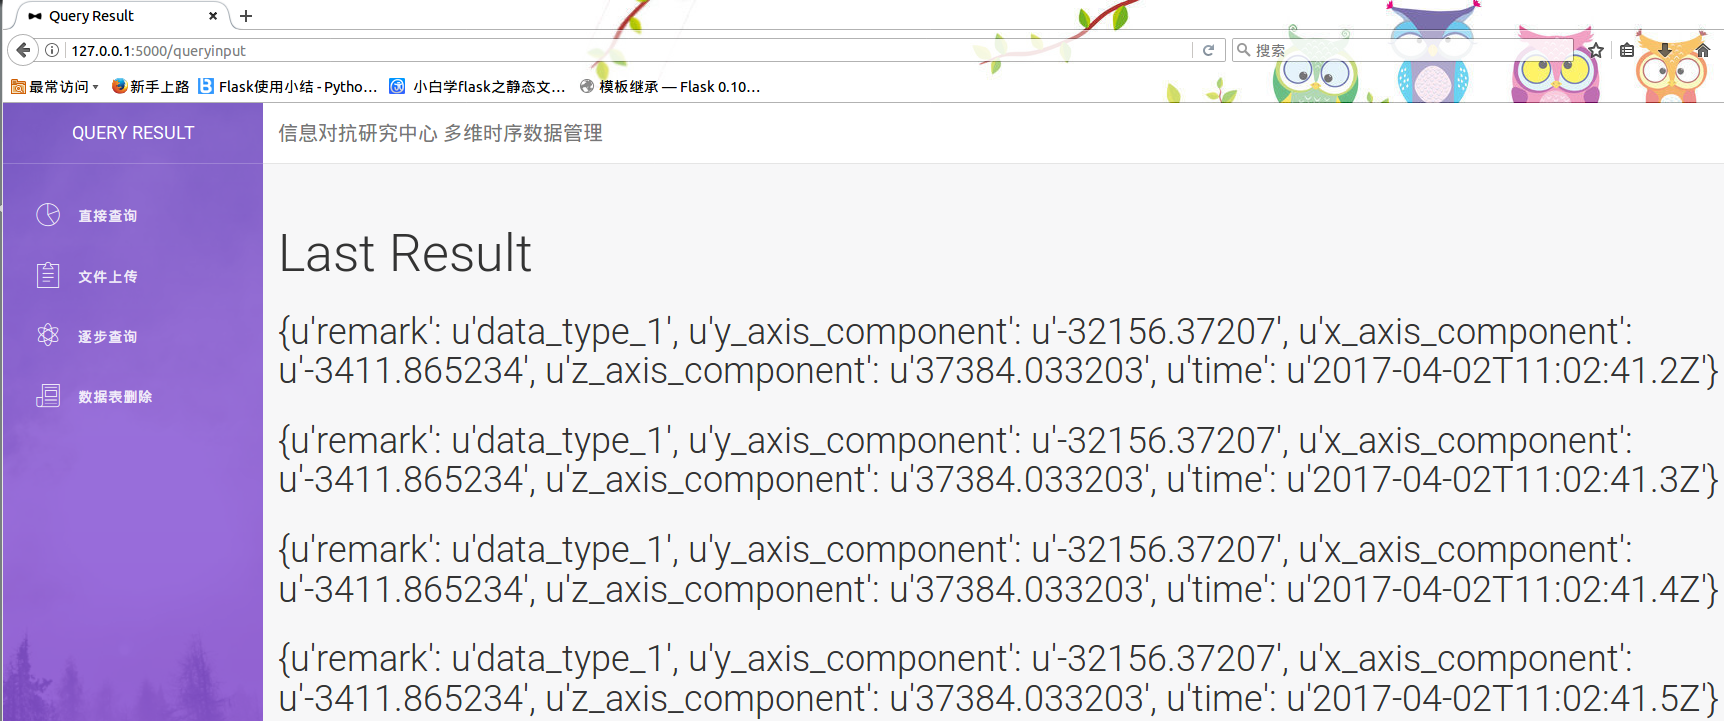 Query Result
127.0.0.1:5000/queryinput
搜索
最常访问 新手上路 Flask使用小结 - Pytho... 小白学flask之静态文... 模板继承 — Flask 0.10...
QUERY RESULT
信息对抗研究中心 多维时序数据管理
直接查询
文件上传
逐步查询
数据表删除
Last Result
{u'remark': u'data_type_1', u'y_axis_component': u'-32156.37207', u'x_axis_component':
u'-3411.865234', u'z_axis_component': u'37384.033203', u'time': u'2017-04-02T11:02:41.2Z'}
{u'remark': u'data_type_1', u'y_axis_component': u'-32156.37207', u'x_axis_component':
u'-3411.865234', u'z_axis_component': u'37384.033203', u'time': u'2017-04-02T11:02:41.3Z'}
{u'remark': u'data_type_1', u'y_axis_component': u'-32156.37207', u'x_axis_component':
u'-3411.865234', u'z_axis_component': u'37384.033203', u'time': u'2017-04-02T11:02:41.4Z'}
{u'remark': u'data_type_1', u'y_axis_component': u'-32156.37207', u'x_axis_component':
u'-3411.865234', u'z_axis_component': u'37384.033203', u'time': u'2017-04-02T11:02:41.5Z'}